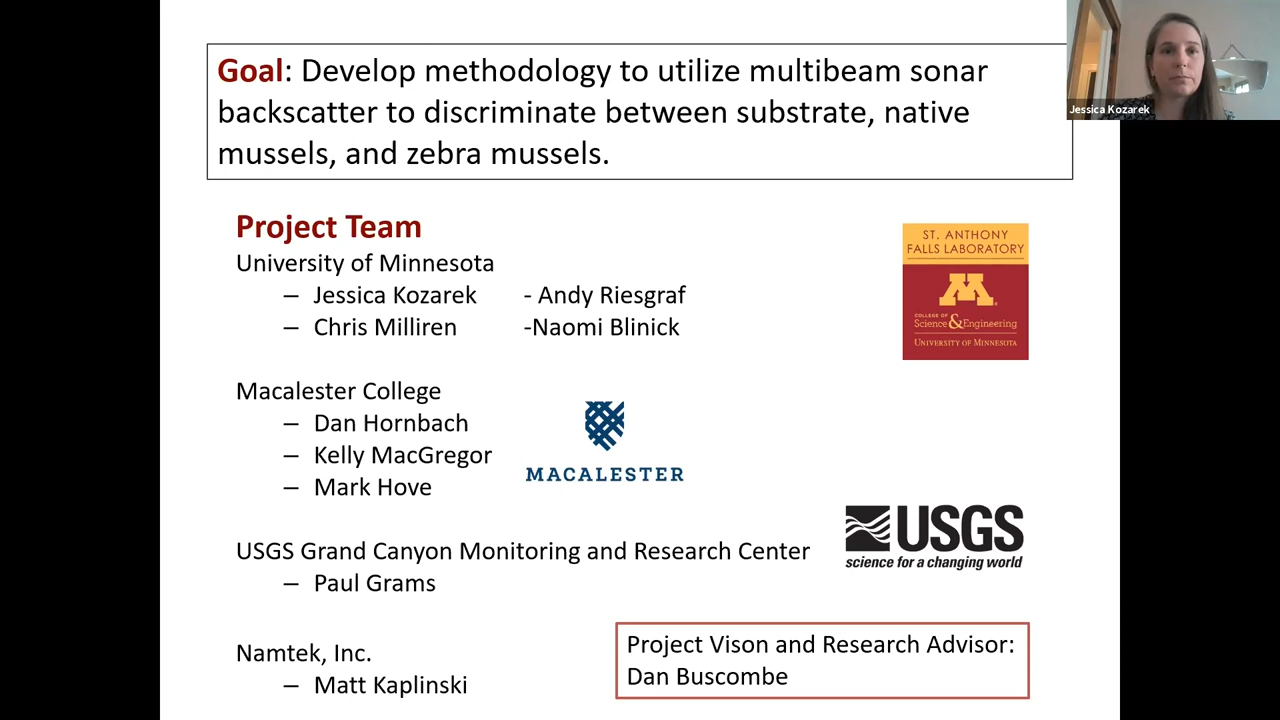 Goal: Develop methodology to utilize multibeam sonar
backscatter to discriminate between substrate, native
mussels, and zebra mussels.
Jessica Kozarek
Project Team
University of Minnesota
– Jessica Kozarek - Andy Riesgraf
– Chris Milliren -Naomi Blinick
ST. ANTHONY
FALLS LABORATORY
M
COLLEGE OF
Science & Engineering
UNIVERSITY OF MINNESOTA
Macalester College
– Dan Hornbach
– Kelly MacGregor
– Mark Hove
MACALESTER
USGS Grand Canyon Monitoring and Research Center
– Paul Grams
USGS
science for a changing world
Namtek, Inc.
– Matt Kaplinski
Project Vison and Research Advisor:
Dan Buscombe